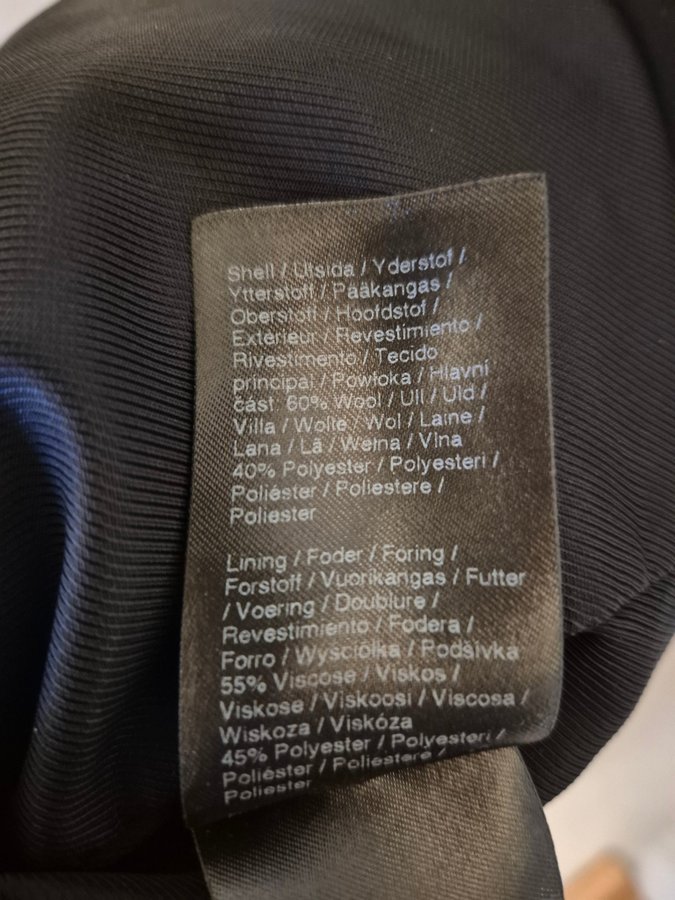 Shell / Utsida / Yderstof /
Ytterstoff / Pääkangas /
Oberstoff / Hoofdstof /
Exterieur / Revestimiento /
Rivestimento / Tecido
principal / Powłoka / Hlavní
část 60% Wool / Ull / Uld /
Villa / Wolle / Wol / Laine /
Lana / Lã / Wełna / Vlna
40% Polyester / Polyesteri /
Poliéster / Poliestere /
Poliester
Lining / Foder / Foring /
Forstoff / Vuorikangas / Futter
/ Voering / Doublure /
Revestimiento / Fodera /
Forro / Wyściółka / Podšívka
55% Viscose / Viskos /
Viskose / Viskoosi / Viscosa /
Wiskoza / Viskóza
45% Polyester / Polyesteri /
Poliéster / Poliestere /
Poliester